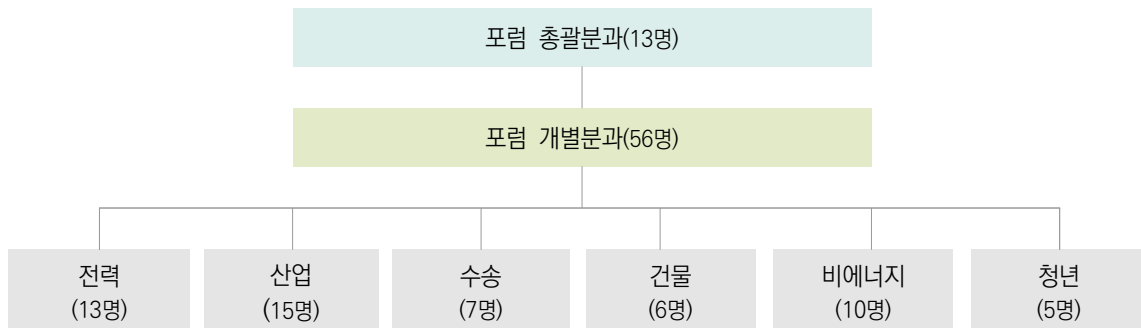 포럼 총괄분과(13명)
포럼 개별분과(56명)
전력
(13명)
산업
(15명)
수송
(7명)
건물
(6명)
비에너지
(10명)
청년
(5명)